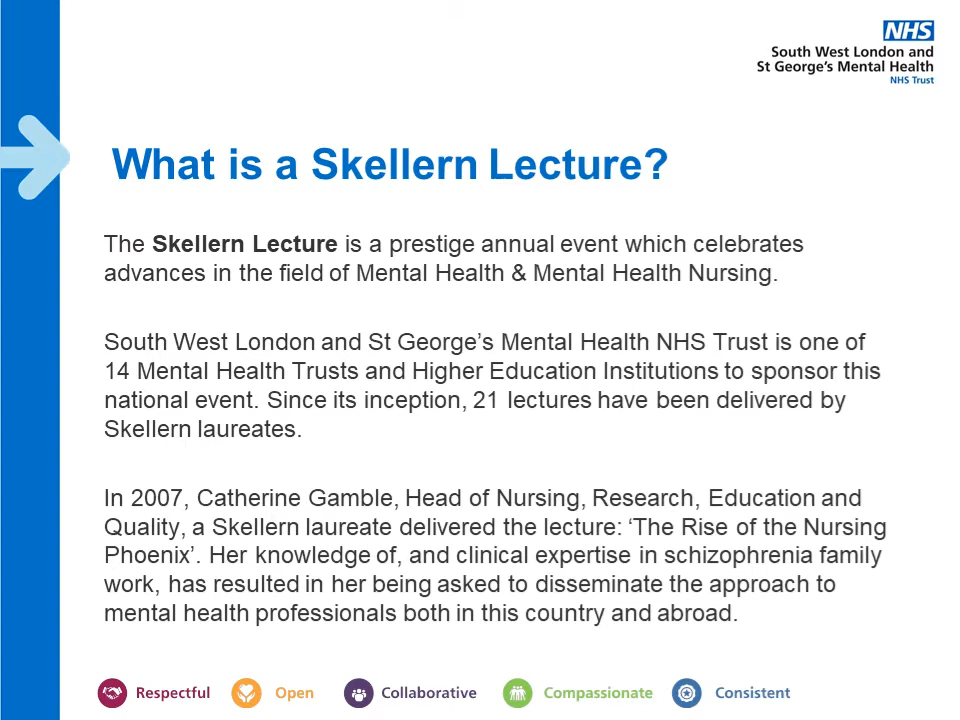 NHS
South West London and
St George's Mental Health
NHS Trust
What is a Skellern Lecture?
The Skellern Lecture is a prestige annual event which celebrates
advances in the field of Mental Health & Mental Health Nursing.
South West London and St George's Mental Health NHS Trust is one of
14 Mental Health Trusts and Higher Education Institutions to sponsor this
national event. Since its inception, 21 lectures have been delivered by
Skellern laureates.
In 2007, Catherine Gamble, Head of Nursing, Research, Education and
Quality, a Skellern laureate delivered the lecture: ‘The Rise of the Nursing
Phoenix’. Her knowledge of, and clinical expertise in schizophrenia family
work, has resulted in her being asked to disseminate the approach to
mental health professionals both in this country and abroad.
Respectful Open Collaborative Compassionate Consistent